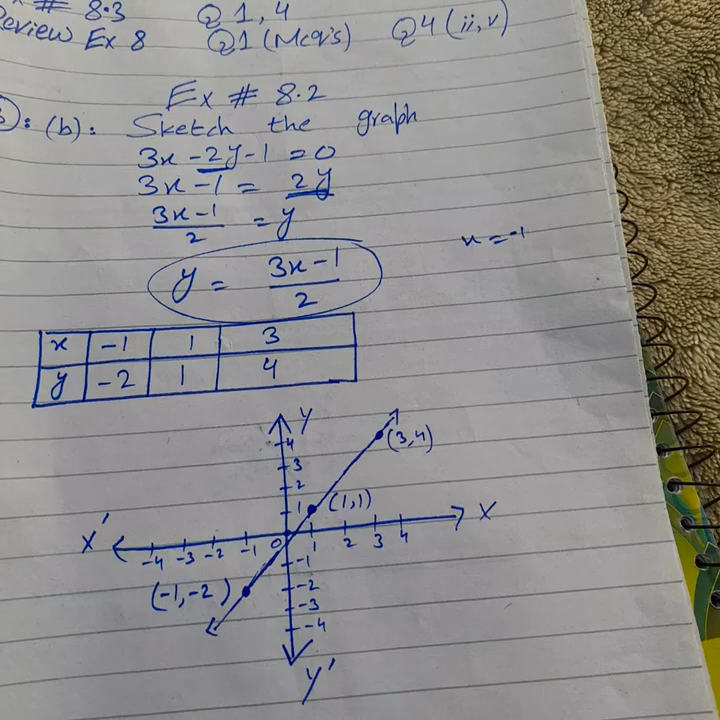 # 8.3 Q 1, 4
Review Ex 8 Q1 (Mcq's) Q4 (ii, v)
Ex # 8.2
(b): Sketch the graph
3x - 2y - 1 = 0
3x - 1 = 2y
3x - 1 / 2 = y
x = -1
y = 3x - 1 / 2
x -1 1 3
y -2 1 4
Y
4
(3,4)
3
2
1 (1,1)
X' -4 -3 -2 -1 0 1 2 3 4 X
-1
(-1,-2) -2
-3
-4
Y'